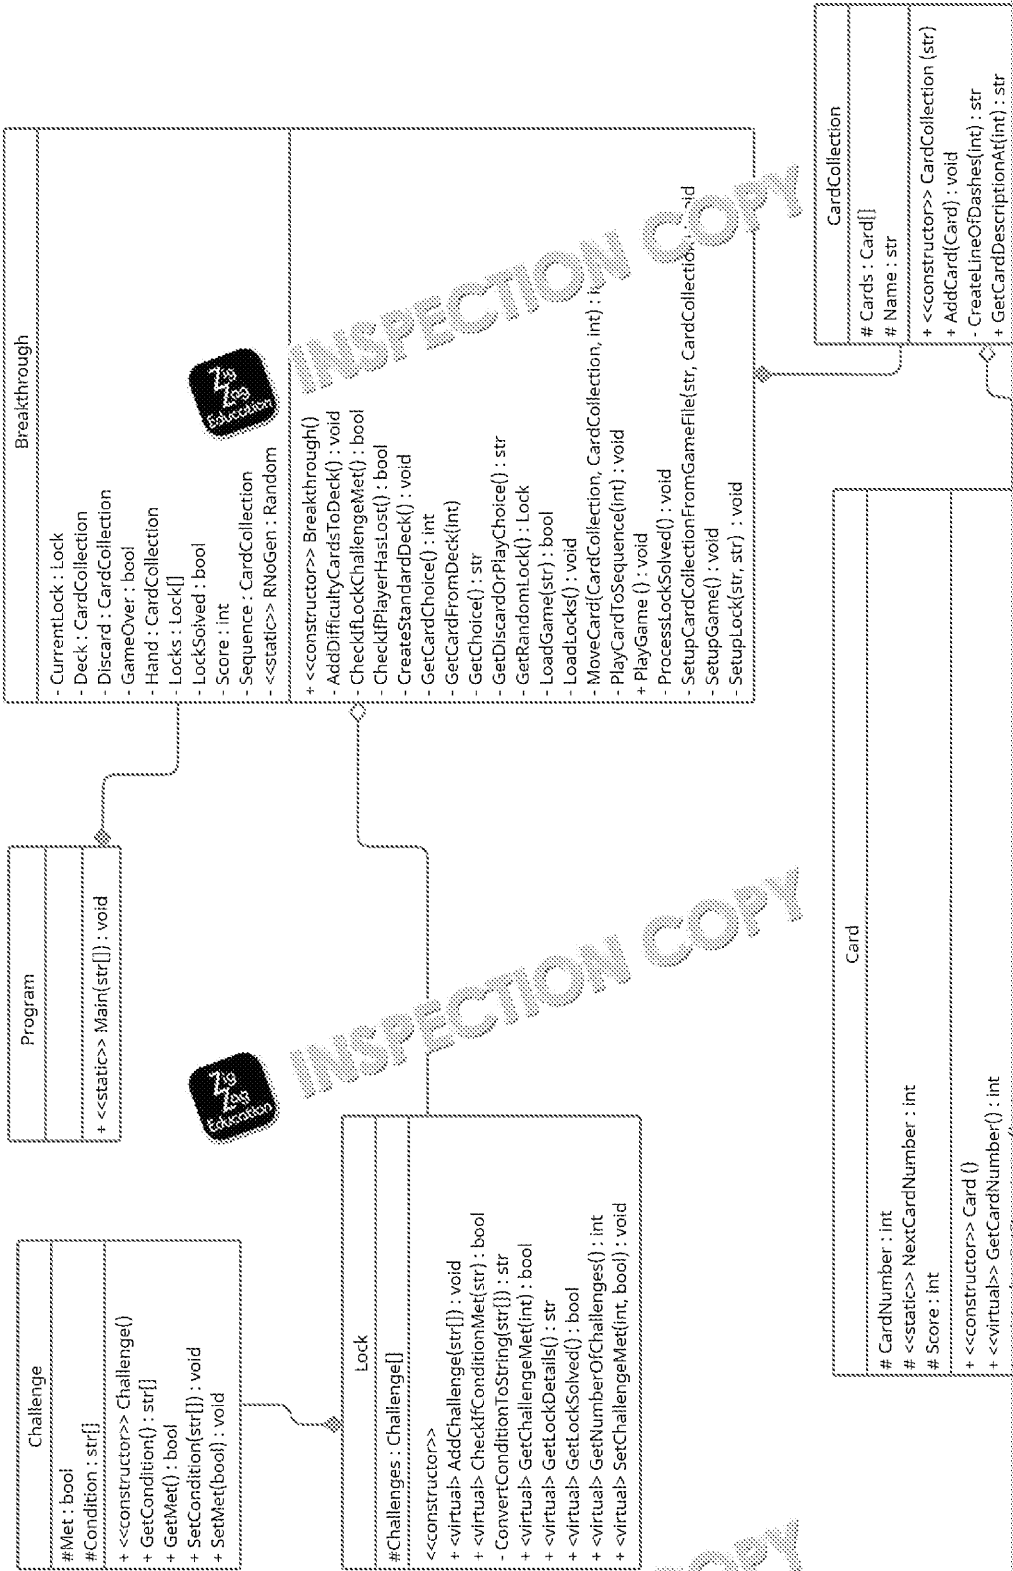 Challenge
#Met : bool
#Condition : str[]
+ <<constructor>> Challenge()
+ GetCondition() : str[]
+ GetMet() : bool
+ SetCondition(str[]) : void
+ SetMet(bool) : void
Program
+ <<static>> Main(str[]) : void
Breakthrough
- CurrentLock : Lock
- Deck : CardCollection
- Discard : CardCollection
- GameOver : bool
- Hand : CardCollection
- Locks : Lock[]
- LockSolved : bool
- Score : int
- Sequence : CardCollection
- <<static>> RNoGen : Random
+ <<constructor>> Breakthrough()
- AddDifficultyCardsToDeck() : void
- CheckIfLockChallengeMet() : bool
- CheckIfPlayerHasLost() : bool
- CreateStandardDeck() : void
- GetCardChoice() : int
- GetCardFromDeck(int)
- GetChoice() : str
- GetDiscardOrPlayChoice() : str
- GetRandomLock() : Lock
- LoadGame(str) : bool
- LoadLocks() : void
- MoveCard(CardCollection, CardCollection, int) :
- PlayCardToSequence(int) : void
+ PlayGame () : void
- ProcessLockSolved() : void
- SetupCardCollectionFromGameFile(str, CardCollection) : void
- SetupGame() : void
- SetupLock(str, str) : void
Lock
#Challenges : Challenge[]
<<constructor>>
+ <virtual> AddChallenge(str[]) : void
+ <virtual> CheckIfConditionMet(str) : bool
- ConvertConditionToString(str[]) : str
+ <virtual> GetChallengeMet(int) : bool
+ <virtual> GetLockDetails() : str
+ <virtual> GetLockSolved() : bool
+ <virtual> GetNumberOfChallenges() : int
+ <virtual> SetChallengeMet(int, bool) : void
Card
# CardNumber : int
# <<static>> NextCardNumber : int
# Score : int
+ <<constructor>> Card ()
+ <<virtual>> GetCardNumber() : int
CardCollection
# Cards : Card[]
# Name : str
+ <<constructor>> CardCollection (str)
+ AddCard(Card) : void
- CreateLineOfDashes(int) : str
+ GetCardDescriptionAt(int) : str
Zig
Zag
Education
INSPECTION COPY
Zig
Zag
Education
INSPECTION COPY
COPY